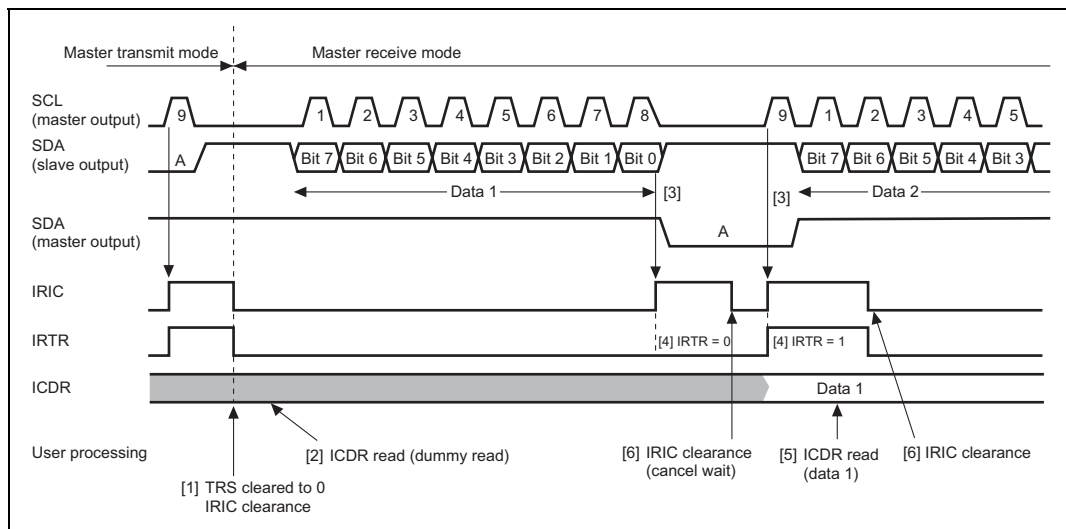 Master transmit mode
Master receive mode
SCL
(master output)
9
1
2
3
4
5
6
7
8
9
1
2
3
4
5
SDA
(slave output)
A
Bit 7
Bit 6
Bit 5
Bit 4
Bit 3
Bit 2
Bit 1
Bit 0
Bit 7
Bit 6
Bit 5
Bit 4
Bit 3
Data 1
[3]
[3]
Data 2
SDA
(master output)
A
IRIC
IRTR
[4] IRTR = 0
[4] IRTR = 1
ICDR
Data 1
User processing
[2] ICDR read (dummy read)
[6] IRIC clearance
(cancel wait)
[5] ICDR read
(data 1)
[6] IRIC clearance
[1] TRS cleared to 0
IRIC clearance